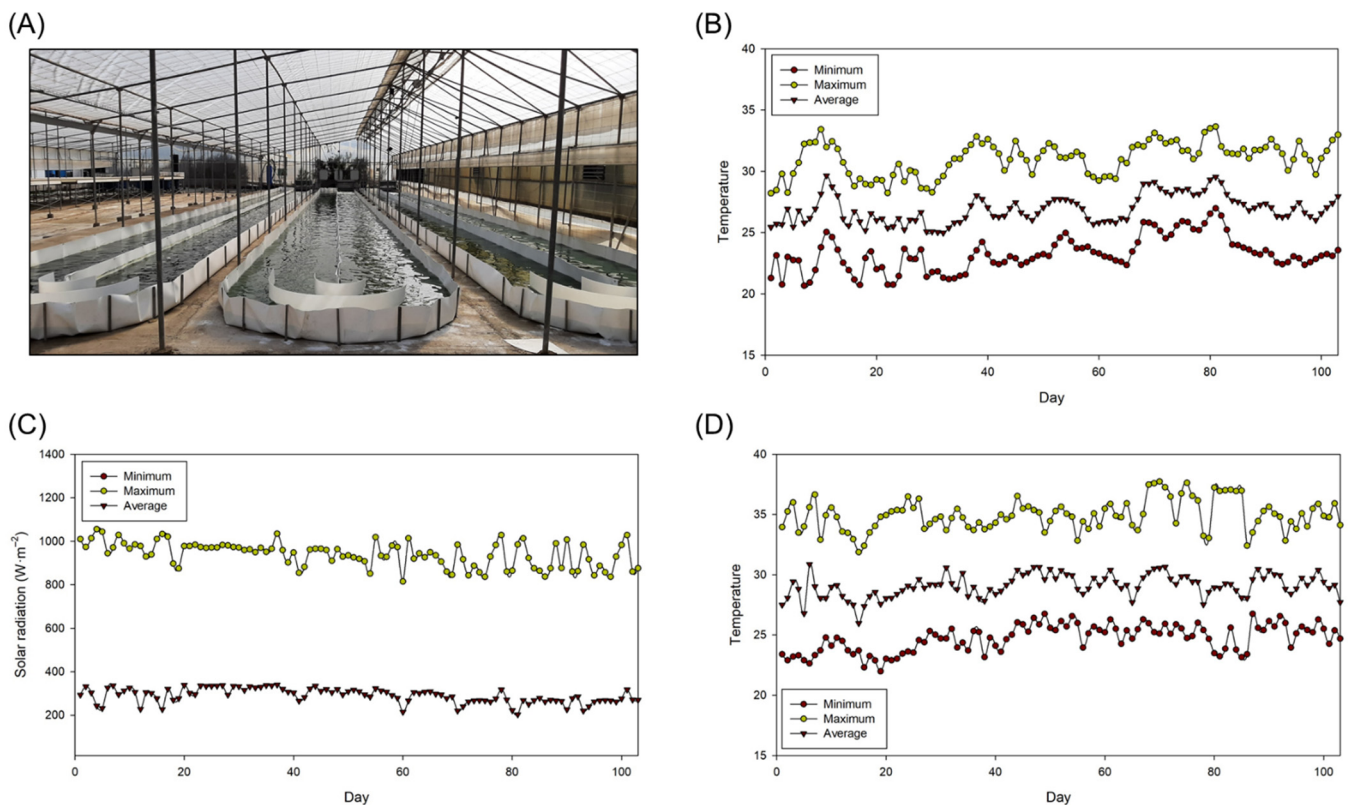 (A)
(B)
40
35
30
25
20
15
Temperature
Minimum
Maximum
Average
0
20
40
60
80
100
Day
(C)
1400
1200
1000
800
600
400
200
Solar radiation (W·m⁻²)
Minimum
Maximum
Average
0
20
40
60
80
100
Day
(D)
40
35
30
25
20
15
Temperature
Minimum
Maximum
Average
0
20
40
60
80
100
Day